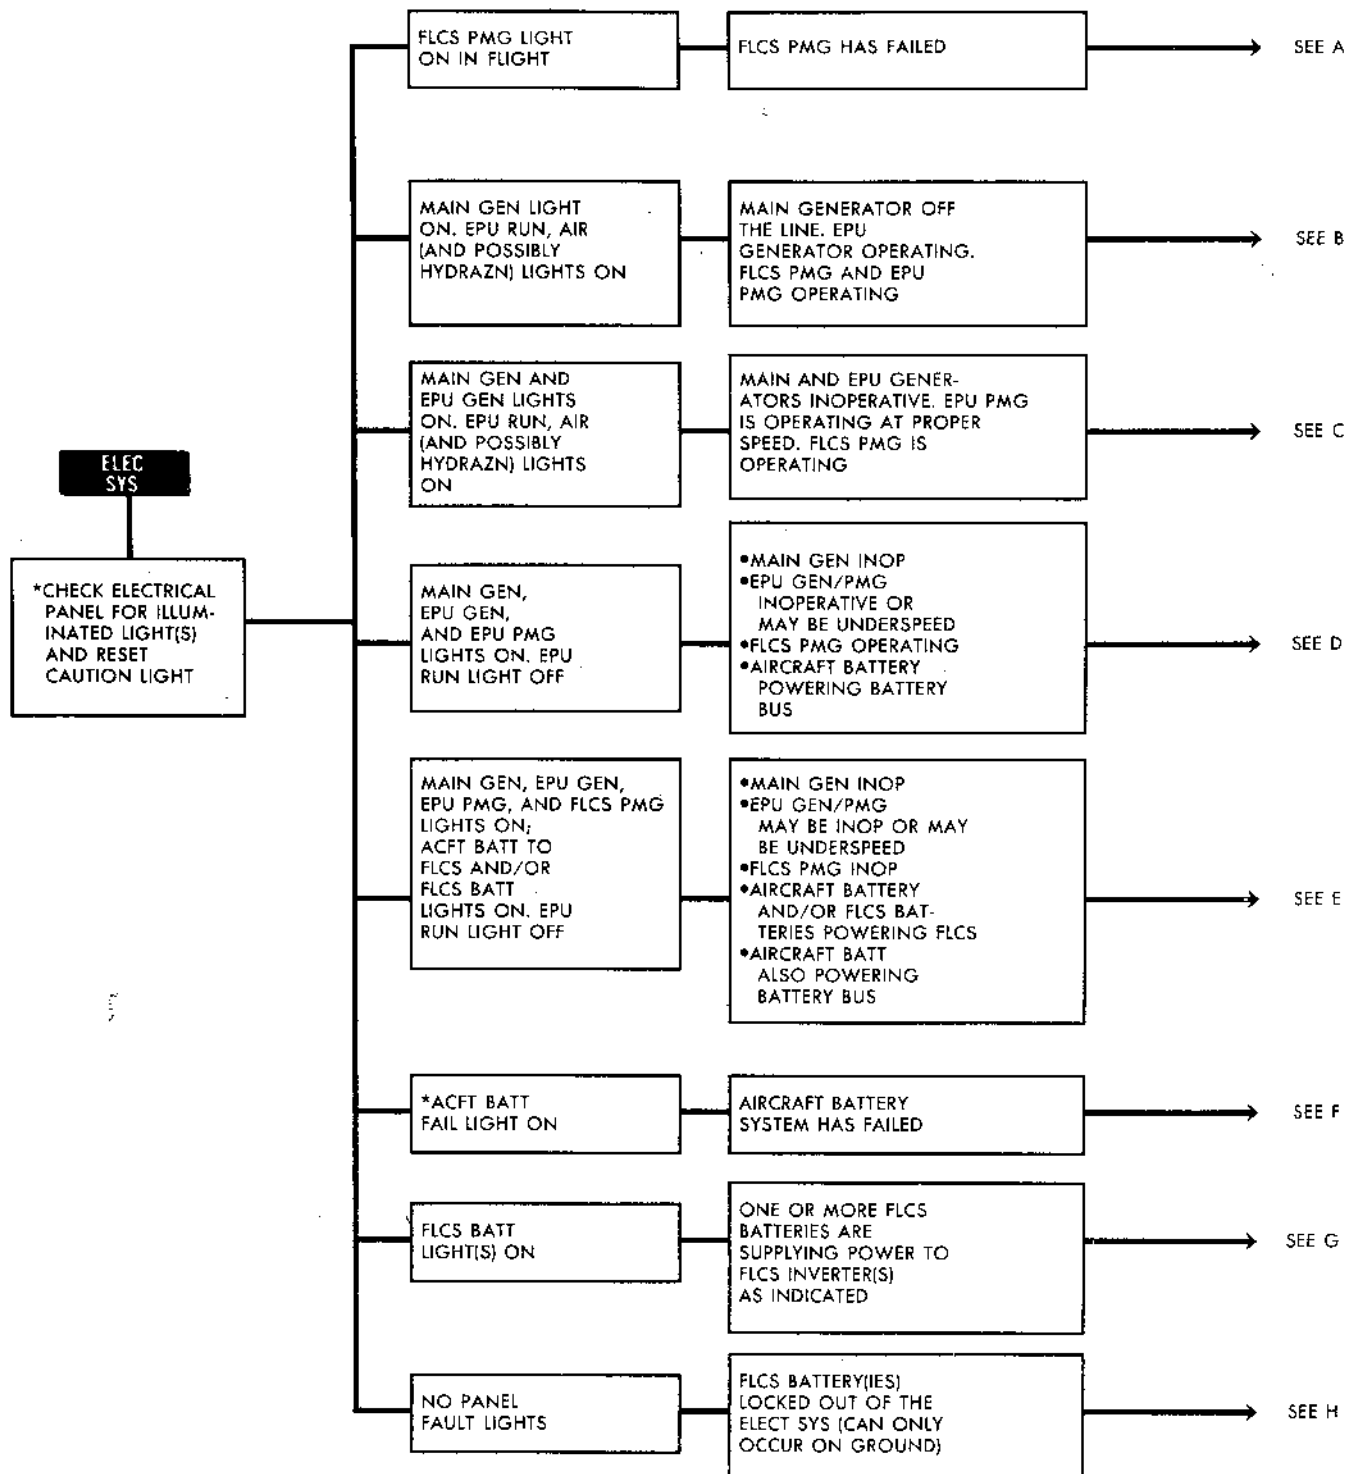 FLCS PMG LIGHT
ON IN FLIGHT
FLCS PMG HAS FAILED
SEE A
MAIN GEN LIGHT
ON. EPU RUN, AIR
(AND POSSIBLY
HYDRAZN) LIGHTS ON
MAIN GENERATOR OFF
THE LINE. EPU
GENERATOR OPERATING.
FLCS PMG AND EPU
PMG OPERATING
SEE B
MAIN GEN AND
EPU GEN LIGHTS
ON. EPU RUN, AIR
(AND POSSIBLY
HYDRAZN) LIGHTS
ON
MAIN AND EPU GENER-
ATORS INOPERATIVE. EPU PMG
IS OPERATING AT PROPER
SPEED. FLCS PMG IS
OPERATING
SEE C
ELEC
SYS
*CHECK ELECTRICAL
PANEL FOR ILLUM-
INATED LIGHT(S)
AND RESET
CAUTION LIGHT
MAIN GEN,
EPU GEN,
AND EPU PMG
LIGHTS ON. EPU
RUN LIGHT OFF
•MAIN GEN INOP
•EPU GEN/PMG
INOPERATIVE OR
MAY BE UNDERSPEED
•FLCS PMG OPERATING
•AIRCRAFT BATTERY
POWERING BATTERY
BUS
SEE D
MAIN GEN, EPU GEN,
EPU PMG, AND FLCS PMG
LIGHTS ON;
ACFT BATT TO
FLCS AND/OR
FLCS BATT
LIGHTS ON. EPU
RUN LIGHT OFF
•MAIN GEN INOP
•EPU GEN/PMG
MAY BE INOP OR MAY
BE UNDERSPEED
•FLCS PMG INOP
•AIRCRAFT BATTERY
AND/OR FLCS BAT-
TERIES POWERING FLCS
•AIRCRAFT BATT
ALSO POWERING
BATTERY BUS
SEE E
*ACFT BATT
FAIL LIGHT ON
AIRCRAFT BATTERY
SYSTEM HAS FAILED
SEE F
FLCS BATT
LIGHT(S) ON
ONE OR MORE FLCS
BATTERIES ARE
SUPPLYING POWER TO
FLCS INVERTER(S)
AS INDICATED
SEE G
NO PANEL
FAULT LIGHTS
FLCS BATTERY(IES)
LOCKED OUT OF THE
ELECT SYS (CAN ONLY
OCCUR ON GROUND)
SEE H